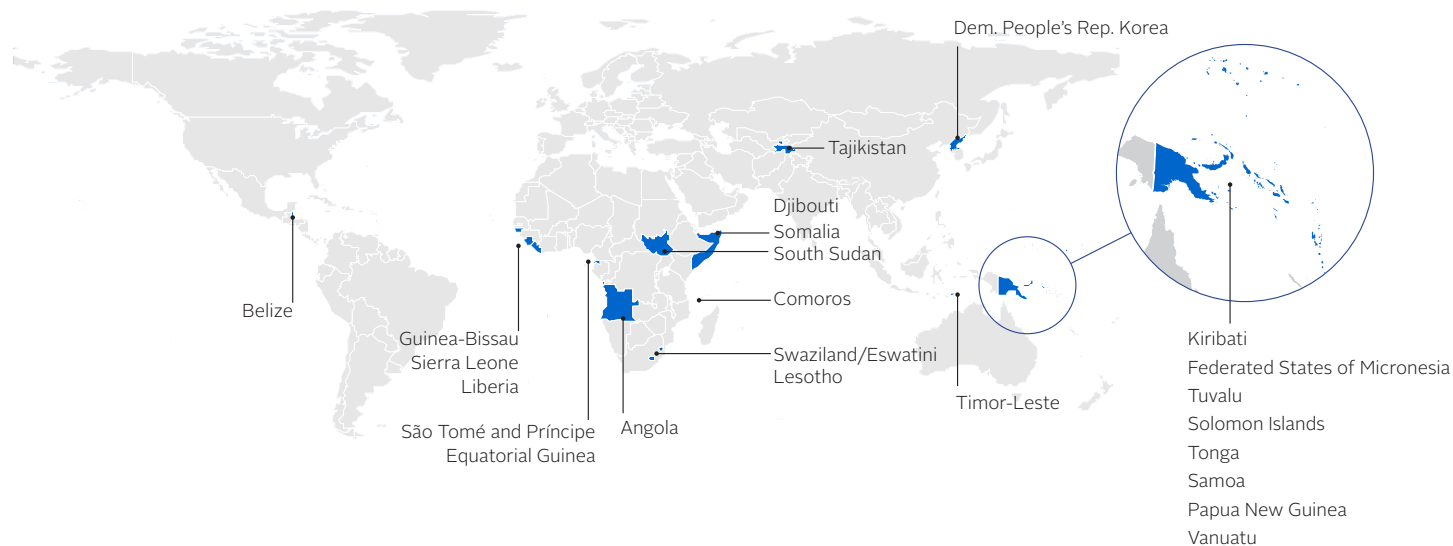 Dem. People's Rep. Korea
Tajikistan
Djibouti
Somalia
South Sudan
Belize
Comoros
Guinea-Bissau
Sierra Leone
Liberia
Swaziland/Eswatini
Lesotho
Timor-Leste
São Tomé and Príncipe
Equatorial Guinea
Angola
Kiribati
Federated States of Micronesia
Tuvalu
Solomon Islands
Tonga
Samoa
Papua New Guinea
Vanuatu